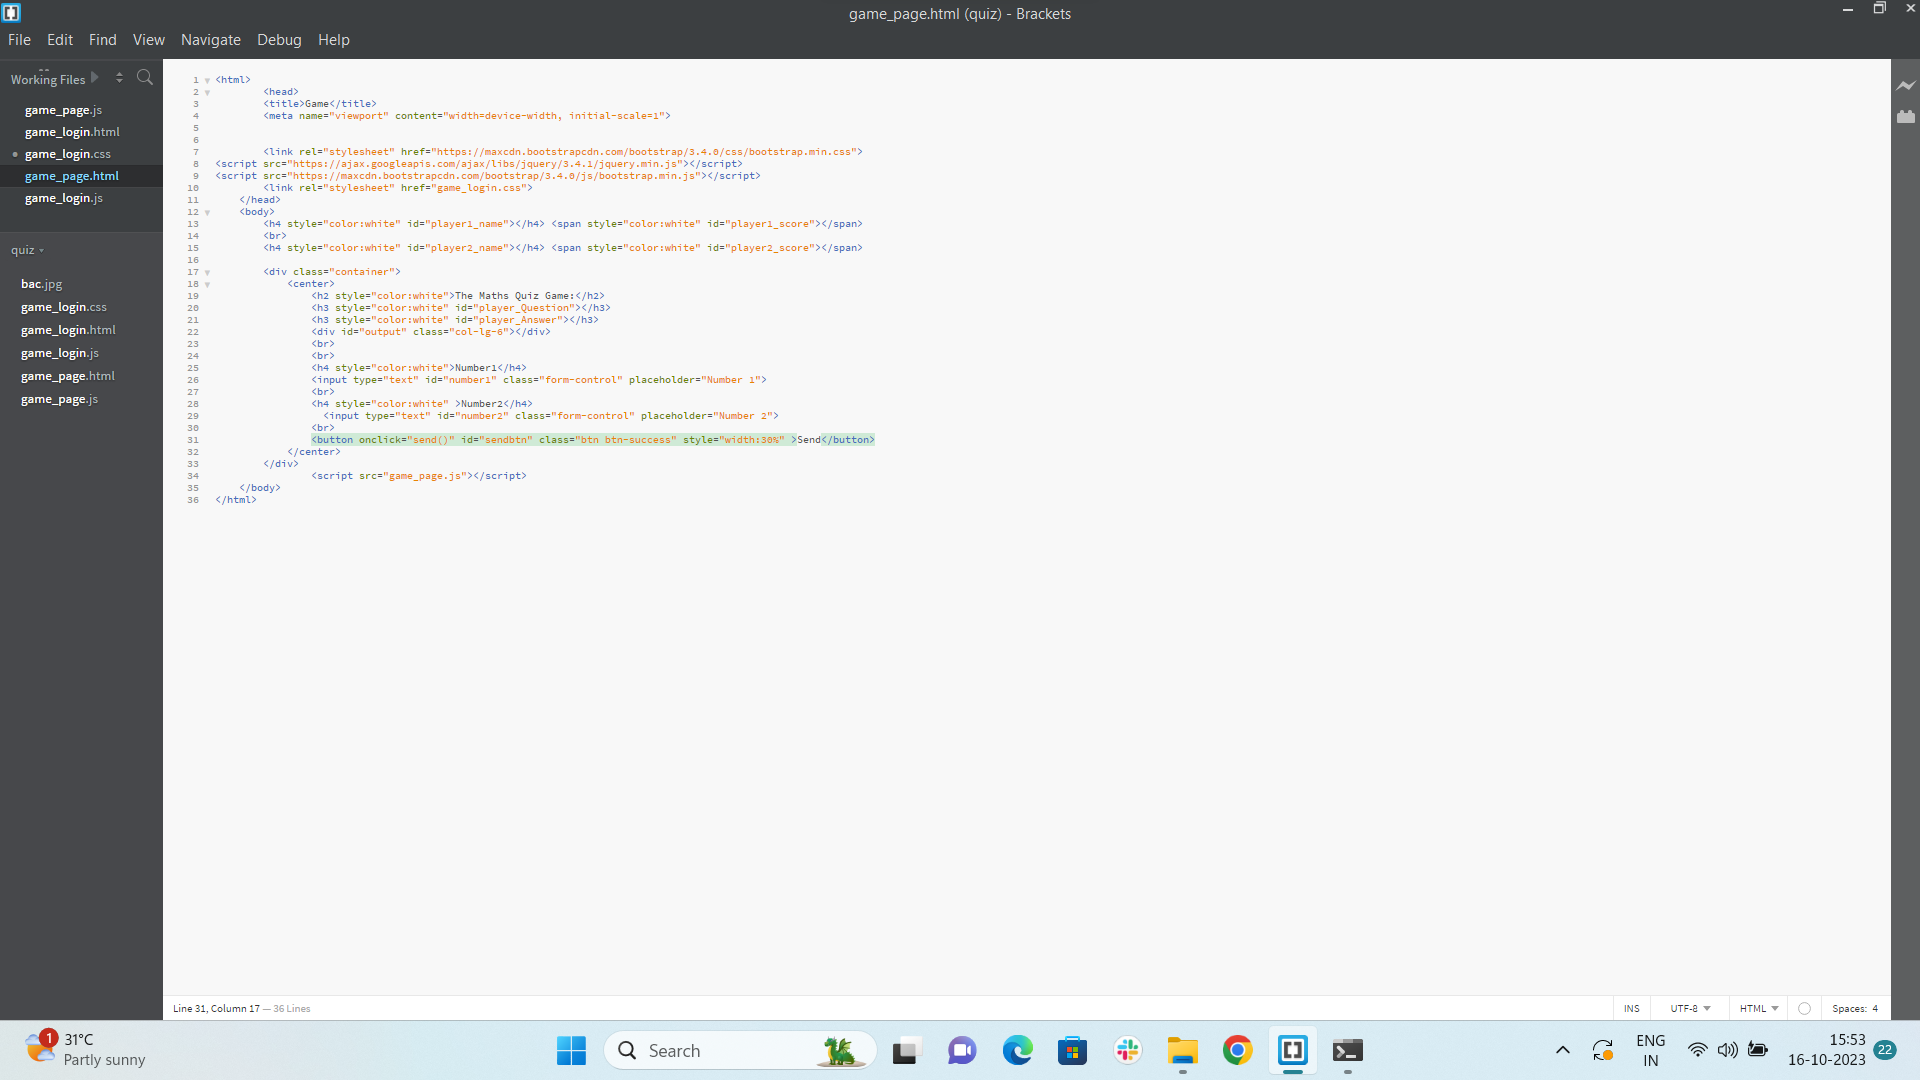 game_page.html (quiz) - Brackets
File Edit Find View Navigate Debug Help
Working Files
game_page.js
game_login.html
game_login.css
game_page.html
game_login.js
quiz
bac.jpg
game_login.css
game_login.html
game_login.js
game_page.html
game_page.js
1 <html>
2 <head>
3 <title>Game</title>
4 <meta name="viewport" content="width=device-width, initial-scale=1">
5
6
7 <link rel="stylesheet" href="https://maxcdn.bootstrapcdn.com/bootstrap/3.4.0/css/bootstrap.min.css">
8 <script src="https://ajax.googleapis.com/ajax/libs/jquery/3.4.1/jquery.min.js"></script>
9 <script src="https://maxcdn.bootstrapcdn.com/bootstrap/3.4.0/js/bootstrap.min.js"></script>
10 <link rel="stylesheet" href="game_login.css">
11 </head>
12 <body>
13 <h4 style="color:white" id="player1_name"></h4> <span style="color:white" id="player1_score"></span>
14 <br>
15 <h4 style="color:white" id="player2_name"></h4> <span style="color:white" id="player2_score"></span>
16
17 <div class="container">
18 <center>
19 <h2 style="color:white">The Maths Quiz Game:</h2>
20 <h3 style="color:white" id="player_Question"></h3>
21 <h3 style="color:white" id="player_Answer"></h3>
22 <div id="output" class="col-lg-6"></div>
23 <br>
24 <br>
25 <h4 style="color:white">Number1</h4>
26 <input type="text" id="number1" class="form-control" placeholder="Number 1">
27 <br>
28 <h4 style="color:white" >Number2</h4>
29 <input type="text" id="number2" class="form-control" placeholder="Number 2">
30 <br>
31 <button onclick="send()" id="sendbtn" class="btn btn-success" style="width:30%" >Send</button>
32 </center>
33 </div>
34 <script src="game_page.js"></script>
35 </body>
36 </html>
Line 31, Column 17 — 36 Lines
INS UTF-8 HTML Spaces: 4
1
31°C
Partly sunny
Search
ENG
IN
15:53
16-10-2023
22